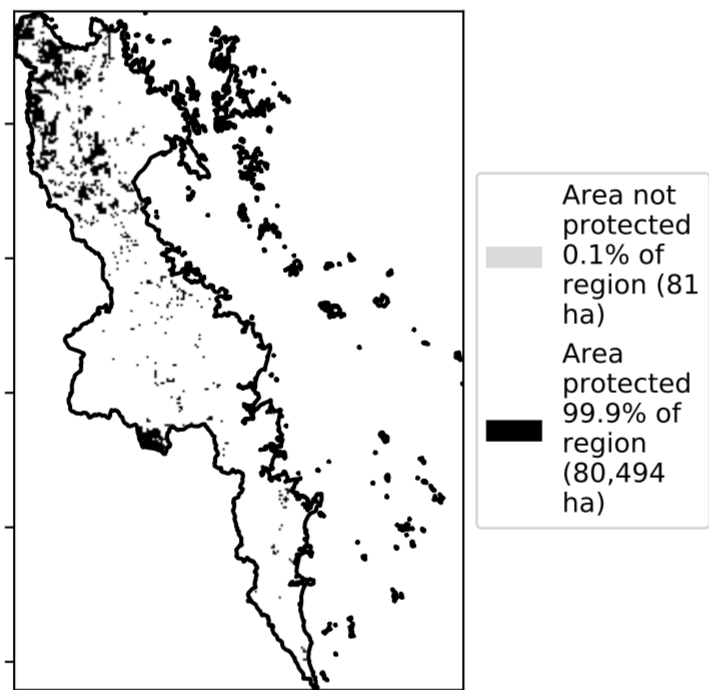 Area not
protected
0.1% of
region (81
ha)
Area
protected
99.9% of
region
(80,494
ha)